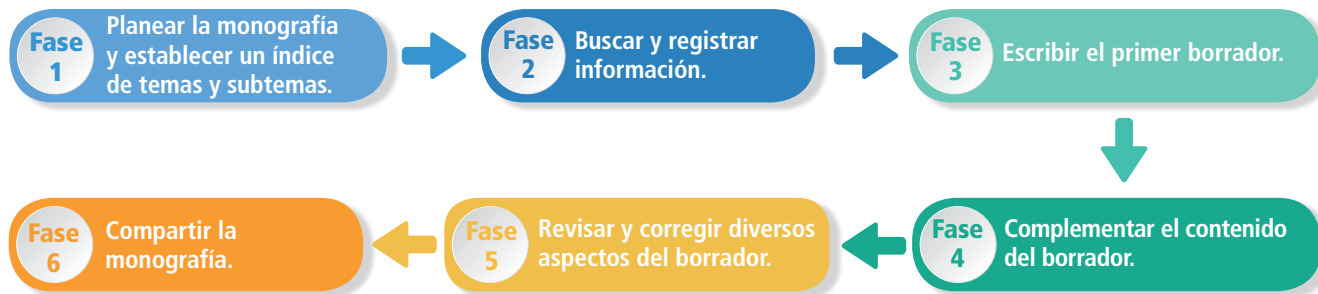 Fase
1
Planear la monografía
y establecer un índice
de temas y subtemas.
Fase
2
Buscar y registrar
información.
Fase
3
Escribir el primer borrador.
Fase
4
Complementar el contenido
del borrador.
Fase
5
Revisar y corregir diversos
aspectos del borrador.
Fase
6
Compartir la
monografía.